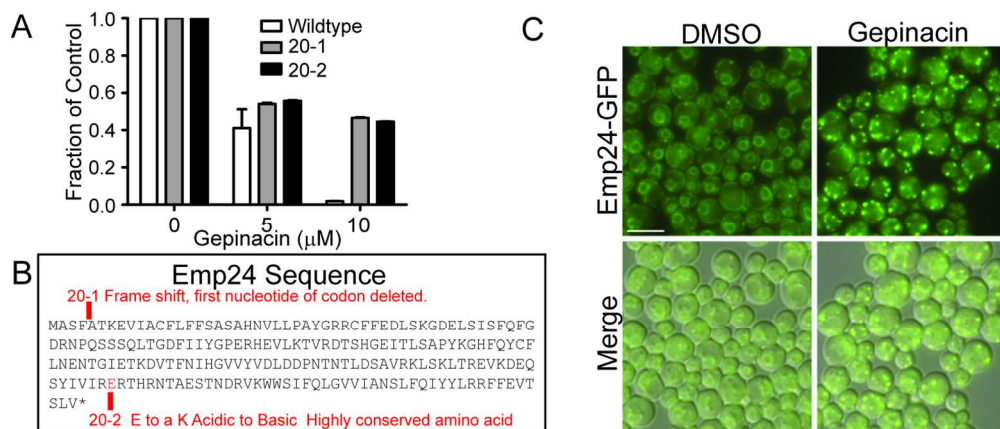 A
Fraction of Control
1.0
0.8
0.6
0.4
0.2
0.0
Wildtype
20-1
20-2
0 5 10
Gepinacin (μM)
B
Emp24 Sequence
20-1 Frame shift, first nucleotide of codon deleted.
MASFATKEVIACFLFFSASAHNVLLPAYGRRCFFEDLSKGDELSISFQFG
DRNPQSSSQLTGDFIIYGPERHEVLKTVRDTSHGEITLSAPYKGHFQYCF
LNENTGIETKDVTFNIHGVVYVDLDDPNTNTLDSAVRKLSKLTREVKDEQ
SYIVIRERTHRNTAESTNDRVKWWSIFQLGVVIANSLFQIYYLRRFFEVT
SLV*
20-2 E to a K Acidic to Basic Highly conserved amino acid
C
DMSO Gepinacin
Emp24-GFP
Merge